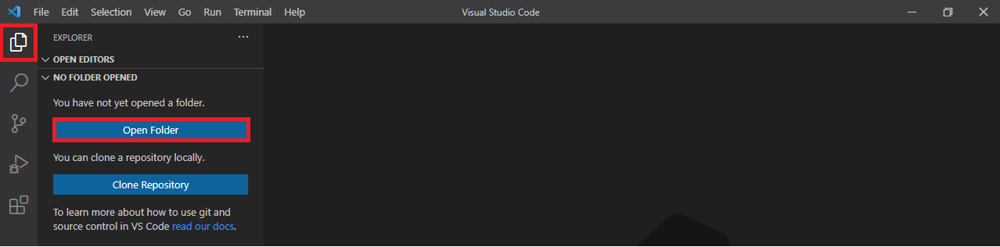 File Edit Selection View Go Run Terminal Help Visual Studio Code
EXPLORER
OPEN EDITORS
NO FOLDER OPENED
You have not yet opened a folder.
Open Folder
You can clone a repository locally.
Clone Repository
To learn more about how to use git and
source control in VS Code read our docs.